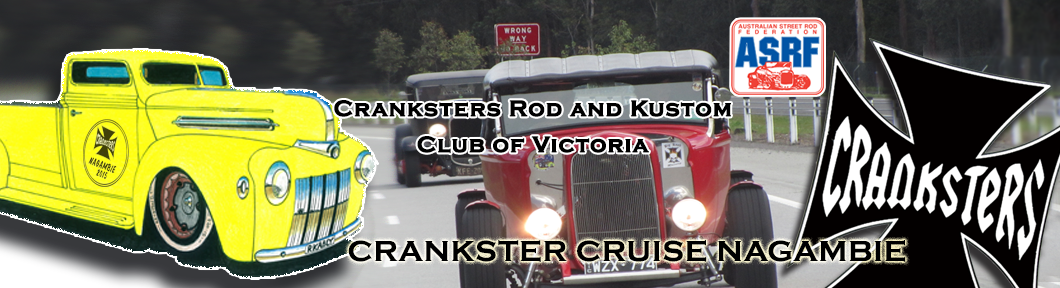 WRONG
WAY
GO BACK
AUSTRALIAN STREET ROD
FEDERATION
ASRF
Cranksters Rod and Kustom
Club of Victoria
CRANKSTERS
NAGAMBIE
2015
WZX 774
CRANKSTER CRUISE NAGAMBIE